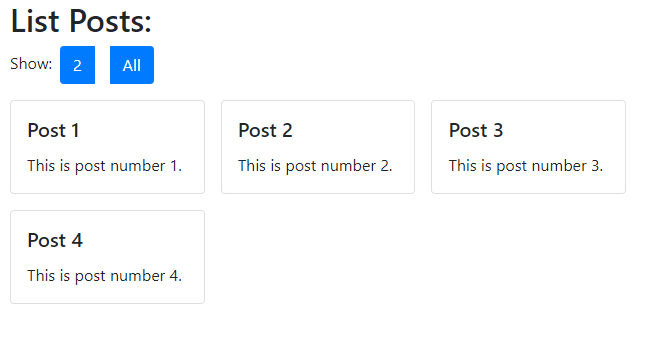 List Posts:
Show: 2 All
Post 1 Post 2 Post 3
This is post number 1. This is post number 2. This is post number 3.
Post 4
This is post number 4.